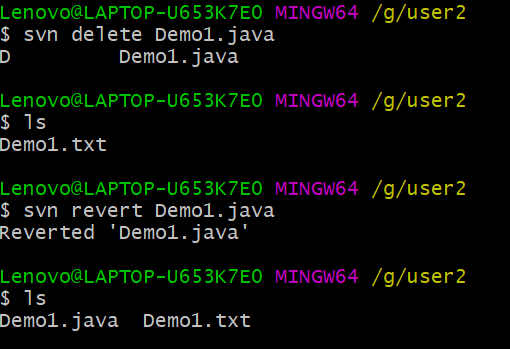 Lenovo@LAPTOP-U653K7E0 MINGW64 /g/user2
$ svn delete Demo1.java
D         Demo1.java
Lenovo@LAPTOP-U653K7E0 MINGW64 /g/user2
$ ls
Demo1.txt
Lenovo@LAPTOP-U653K7E0 MINGW64 /g/user2
$ svn revert Demo1.java
Reverted 'Demo1.java'
Lenovo@LAPTOP-U653K7E0 MINGW64 /g/user2
$ ls
Demo1.java  Demo1.txt